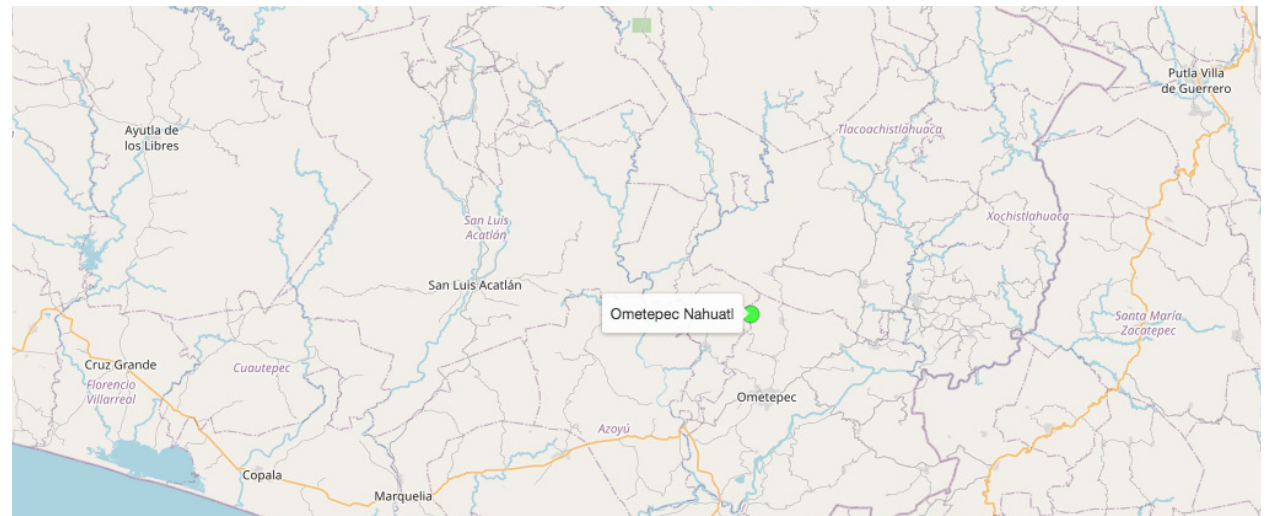 Putla Villa
de Guerrero
Ayutla de
los Libres
Tlacoachistlahuaca
San Luis
Acatlán
Xochistlahuaca
San Luis Acatlán
Ometepec Nahuatl
Santa María
Zacatepec
Cruz Grande
Cuautepec
Florencio
Villarreal
Ometepec
Azoyú
Copala
Marquelia